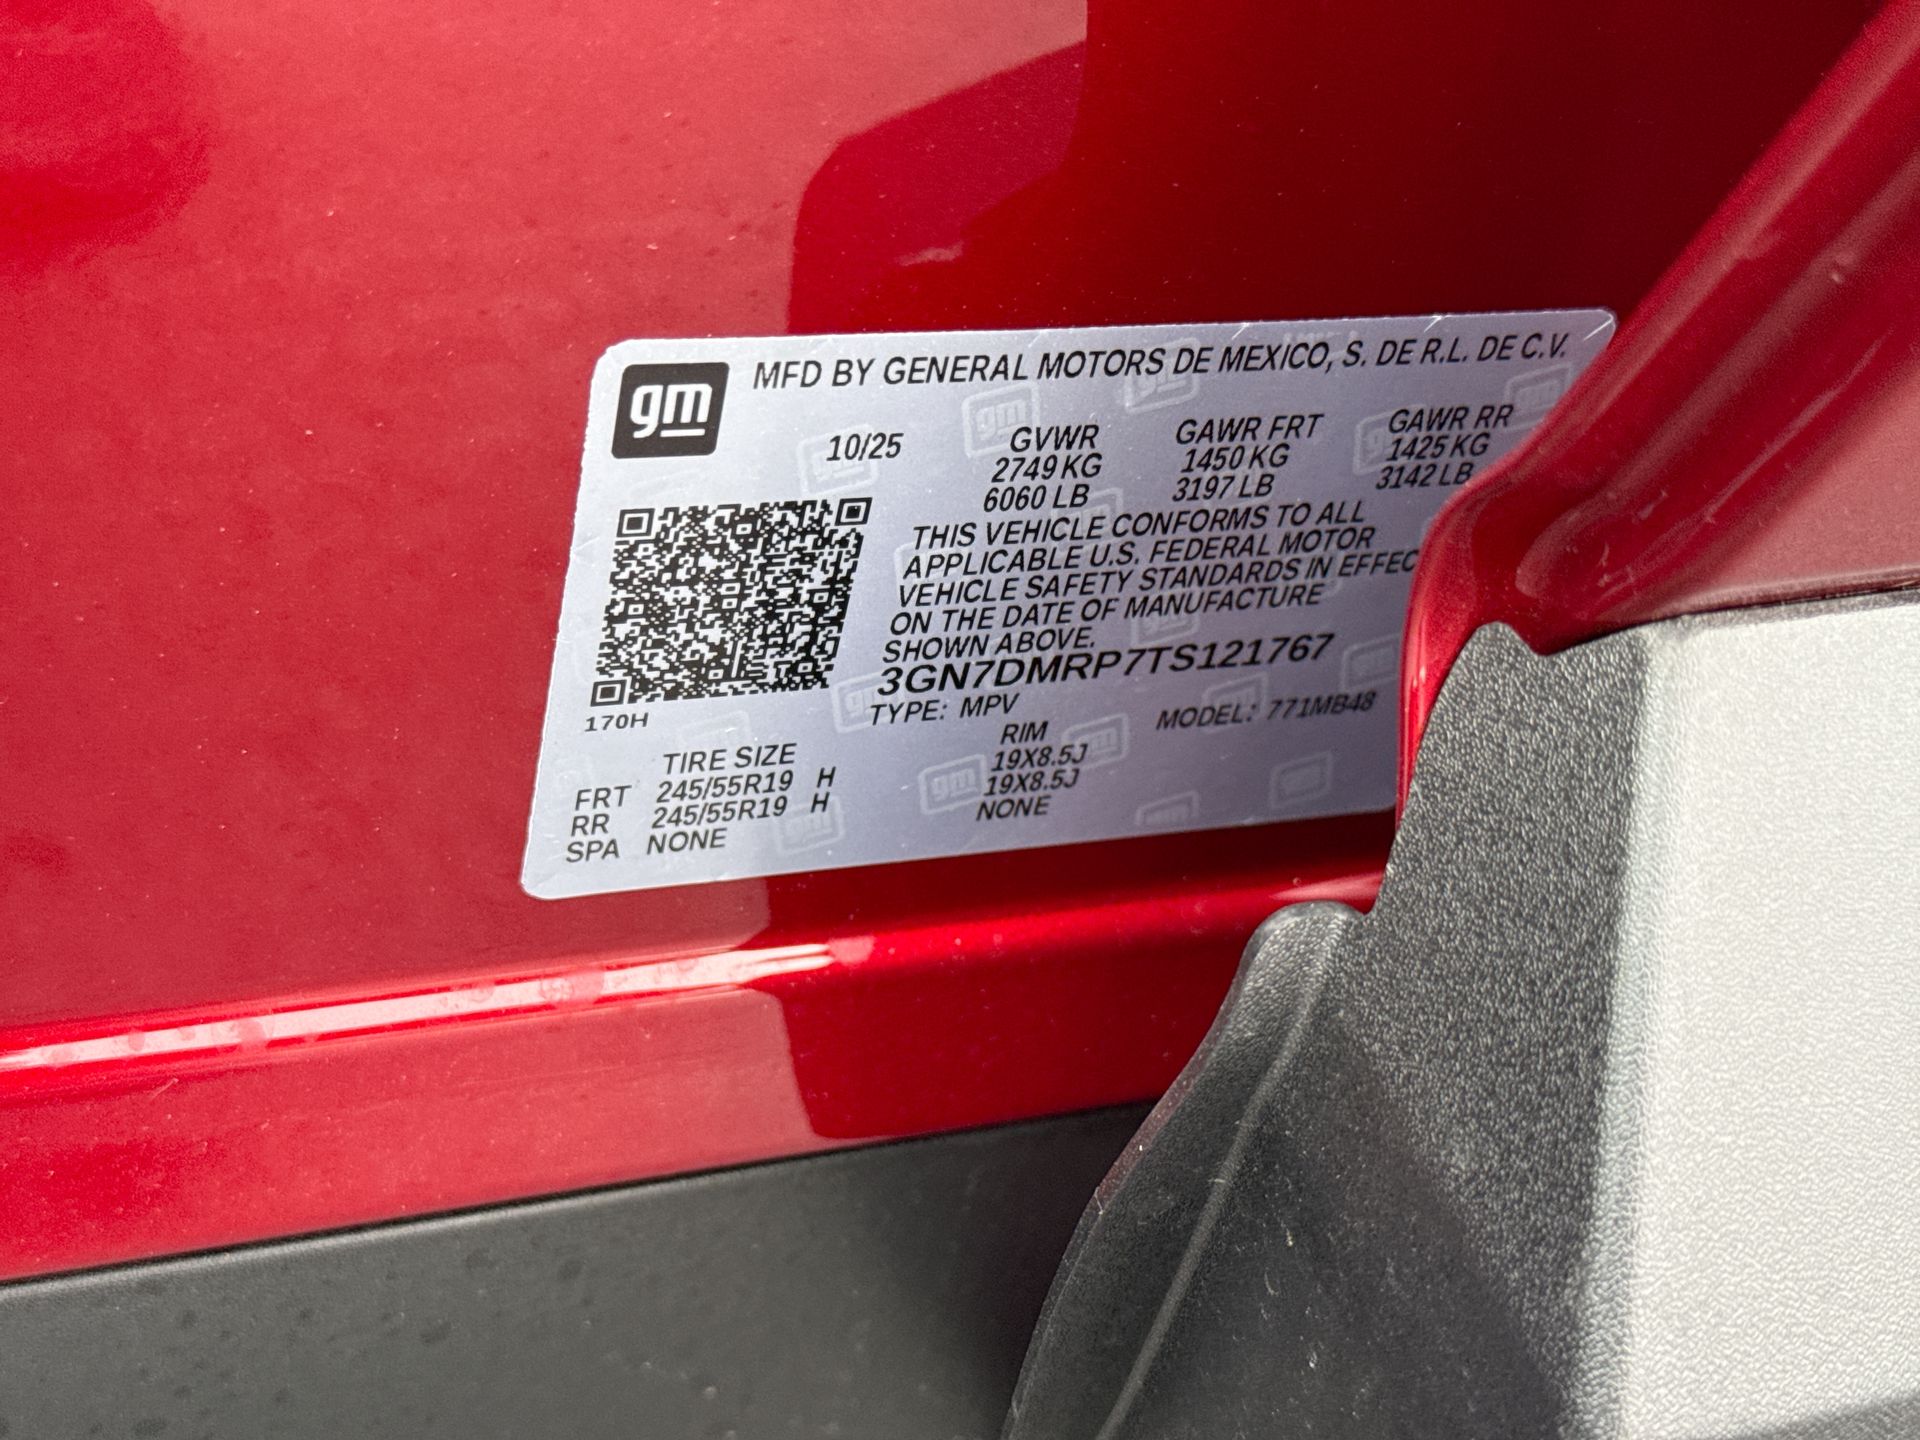 gm
MFD BY GENERAL MOTORS DE MEXICO, S. DE R.L. DE C.V.
10/25 GVWR GAWR FRT GAWR RR
2749 KG 1450 KG 1425 KG
6060 LB 3197 LB 3142 LB
THIS VEHICLE CONFORMS TO ALL
APPLICABLE U.S. FEDERAL MOTOR
VEHICLE SAFETY STANDARDS IN EFFEC
ON THE DATE OF MANUFACTURE
SHOWN ABOVE.
3GN7DMRP7TS121767
170H
TYPE: MPV MODEL: 771MB48
TIRE SIZE RIM
FRT 245/55R19 H 19X8.5J
RR 245/55R19 H 19X8.5J
SPA NONE NONE